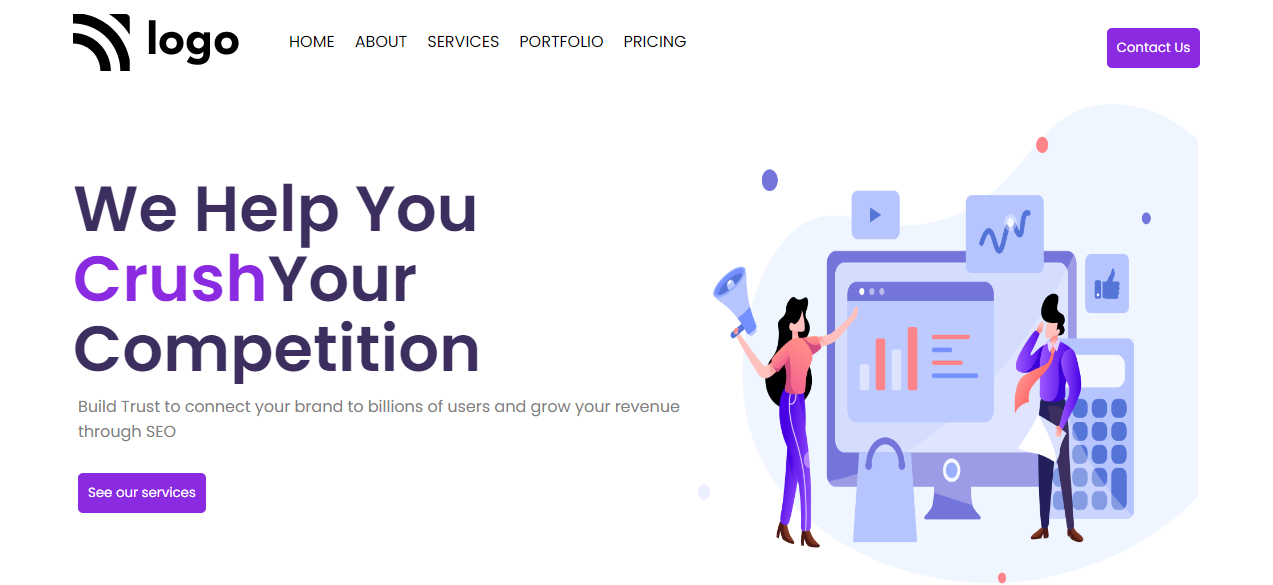 logo
HOME ABOUT SERVICES PORTFOLIO PRICING
Contact Us
We Help You
CrushYour
Competition
Build Trust to connect your brand to billions of users and grow your revenue
through SEO
See our services